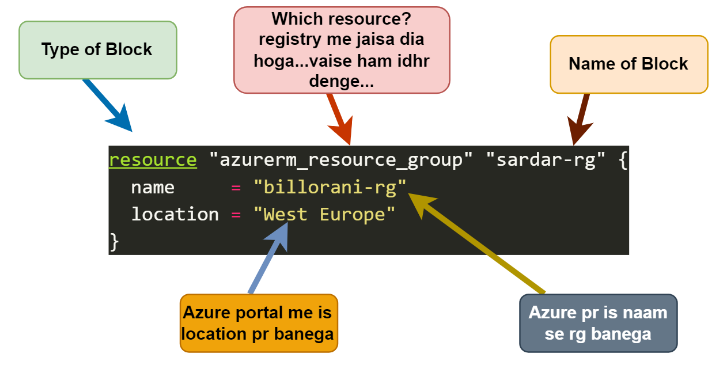 Type of Block
Which resource?
registry me jaisa dia
hoga...vaise ham idhr
denge...
Name of Block
resource "azurerm_resource_group" "sardar-rg" {
name = "billorani-rg"
location = "West Europe"
}
Azure portal me is
location pr banega
Azure pr is naam
se rg banega